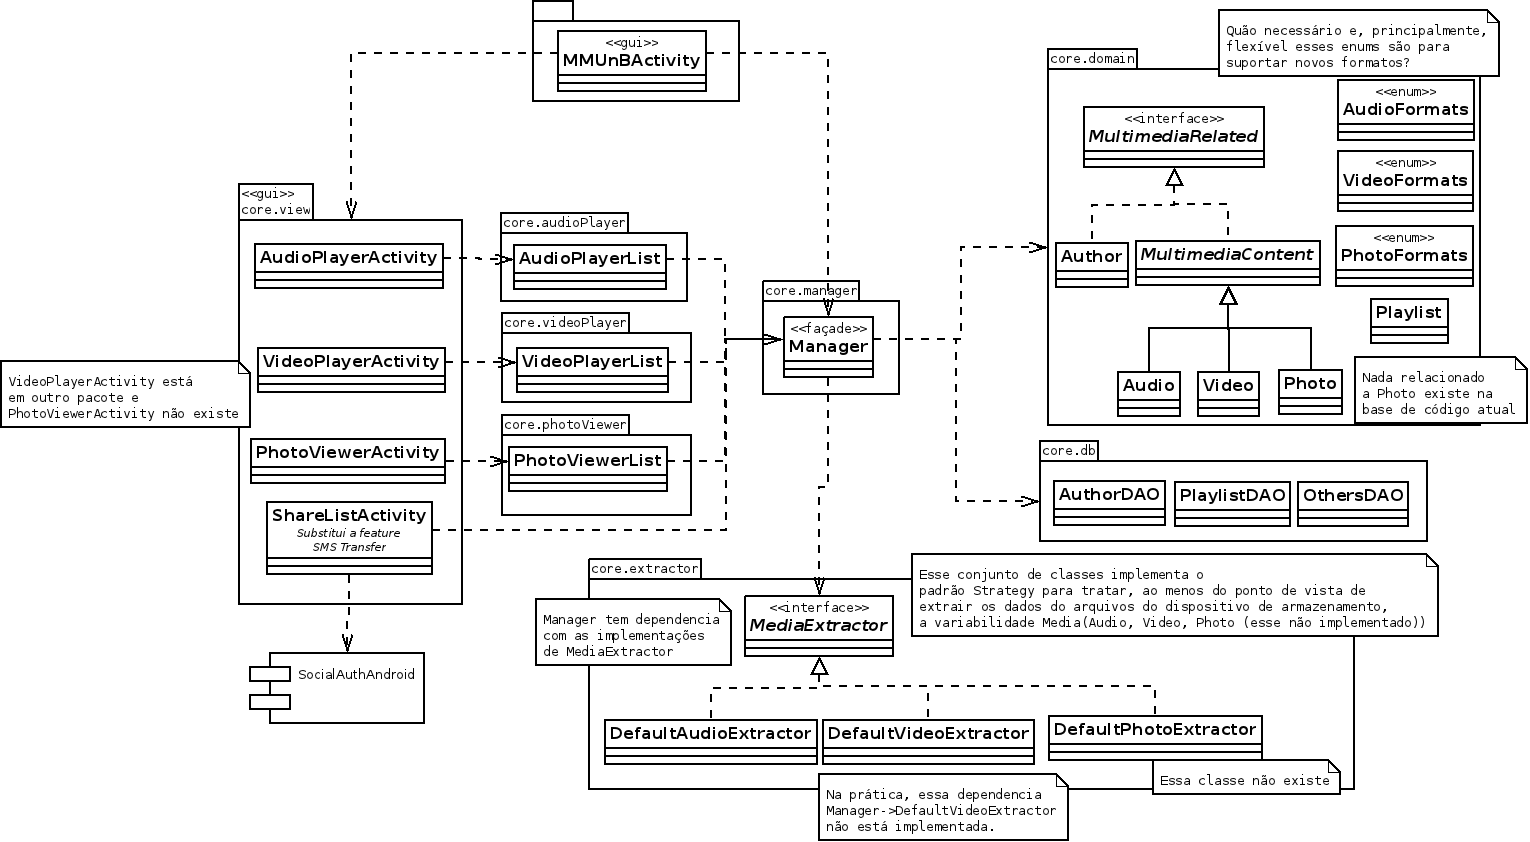 <<gui>>
MMUnBActivity
Quão necessário e, principalmente,
flexível esses enums são para
suportar novos formatos?
core.domain
<<interface>>
MultimediaRelated
<<enum>>
AudioFormats
<<enum>>
VideoFormats
<<enum>>
PhotoFormats
Author
MultimediaContent
Playlist
Audio
Video
Photo
Nada relacionado
a Photo existe na
base de código atual
<<gui>>
core.view
AudioPlayerActivity
VideoPlayerActivity
PhotoViewerActivity
ShareListActivity
Substitui a feature
SMS Transfer
VideoPlayerActivity está
em outro pacote e
PhotoViewerActivity não existe
core.audioPlayer
AudioPlayerList
core.videoPlayer
VideoPlayerList
core.photoViewer
PhotoViewerList
core.manager
<<façade>>
Manager
core.db
AuthorDAO
PlaylistDAO
OthersDAO
SocialAuthAndroid
core.extractor
Manager tem dependencia
com as implementações
de MediaExtractor
<<interface>>
MediaExtractor
Esse conjunto de classes implementa o
padrão Strategy para tratar, ao menos do ponto de vista de
extrair os dados do arquivos do dispositivo de armazenamento,
a variabilidade Media(Audio, Video, Photo (esse não implementado))
DefaultAudioExtractor
DefaultVideoExtractor
DefaultPhotoExtractor
Essa classe não existe
Na prática, essa dependencia
Manager->DefaultVideoExtractor
não está implementada.